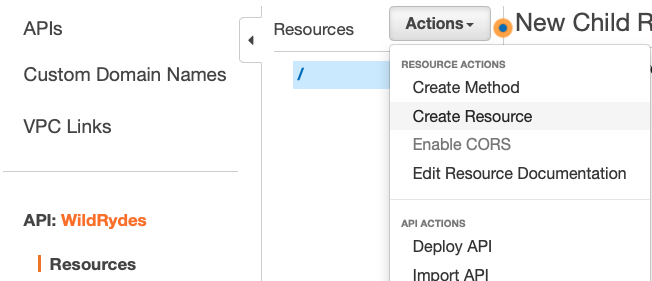 APIs
Custom Domain Names
VPC Links
API: WildRydes
Resources
Resources
/
Actions
New Child R
RESOURCE ACTIONS
Create Method
Create Resource
Enable CORS
Edit Resource Documentation
API ACTIONS
Deploy API
Import API